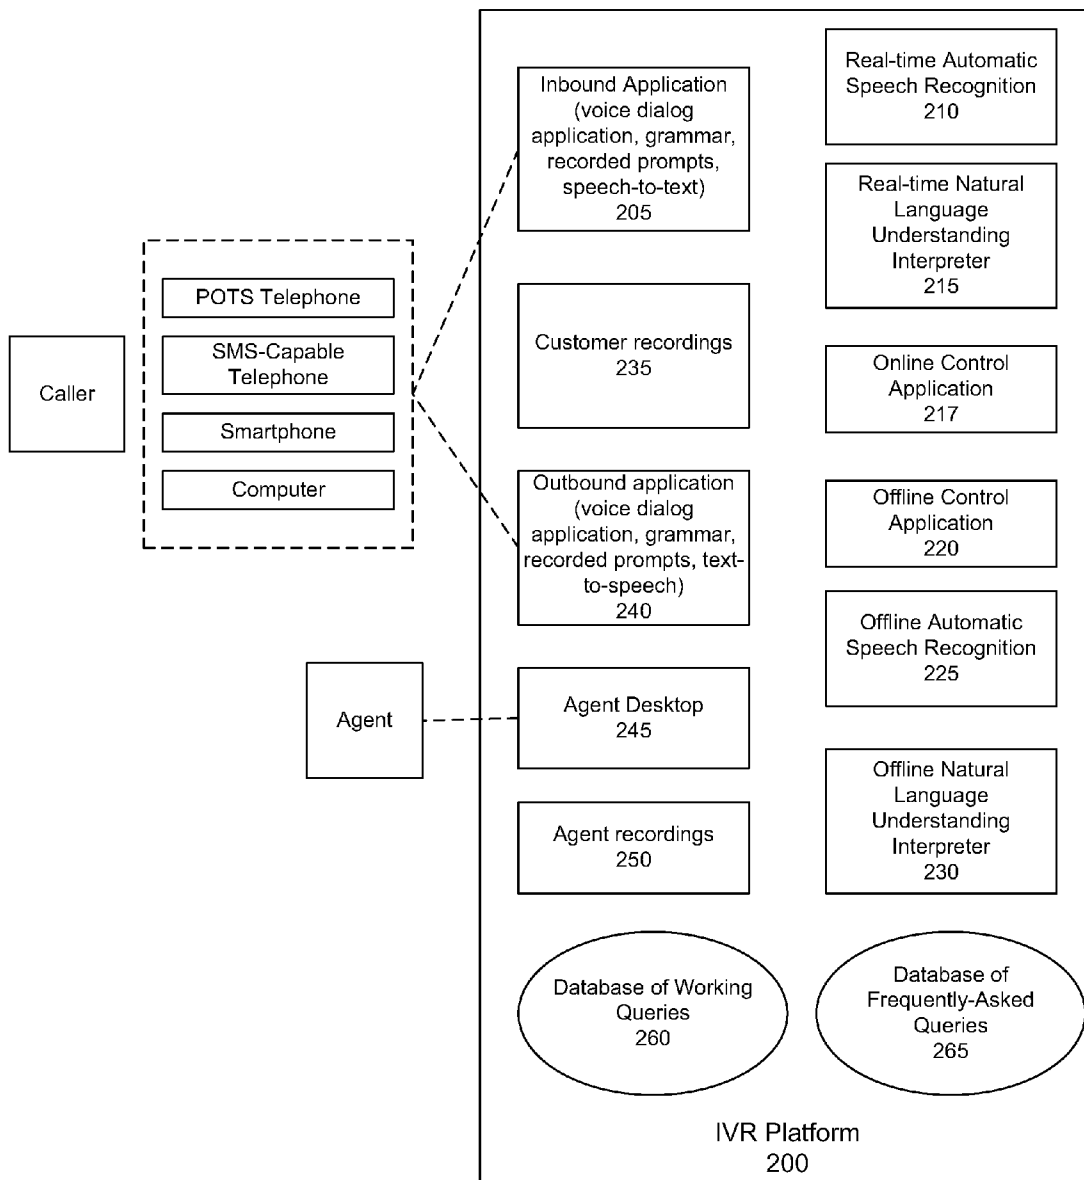 Caller
POTS Telephone
SMS-Capable
Telephone
Smartphone
Computer
Agent
Inbound Application
(voice dialog
application, grammar,
recorded prompts,
speech-to-text)
205
Customer recordings
235
Outbound application
(voice dialog
application, grammar,
recorded prompts, text-
to-speech)
240
Agent Desktop
245
Agent recordings
250
Database of Working
Queries
260
Real-time Automatic
Speech Recognition
210
Real-time Natural
Language
Understanding
Interpreter
215
Online Control
Application
217
Offline Control
Application
220
Offline Automatic
Speech Recognition
225
Offline Natural
Language
Understanding
Interpreter
230
Database of
Frequently-Asked
Queries
265
IVR Platform
200